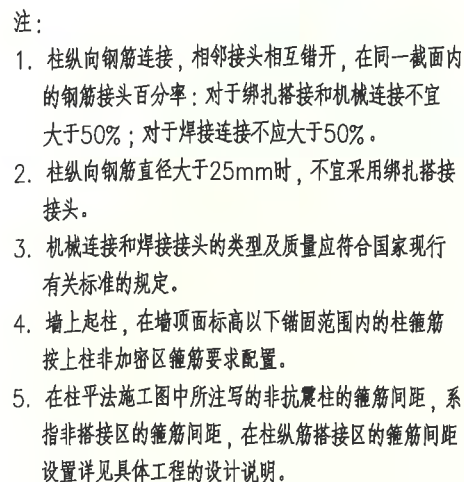 注：
1. 柱纵向钢筋连接，相邻接头相互错开，在同一截面内
的钢筋接头百分率：对于绑扎搭接和机械连接不宜
大于50%；对于焊接连接不应大于50%。
2. 柱纵向钢筋直径大于25mm时，不宜采用绑扎搭接
接头。
3. 机械连接和焊接接头的类型及质量应符合国家现行
有关标准的规定。
4. 墙上起柱，在墙顶面标高以下锚固范围内的柱箍筋
按上柱非加密区箍筋要求配置。
5. 在柱平法施工图中所注写的非抗震柱的箍筋间距，系
指非搭接区的箍筋间距，在柱纵筋搭接区的箍筋间距
设置详见具体工程的设计说明。